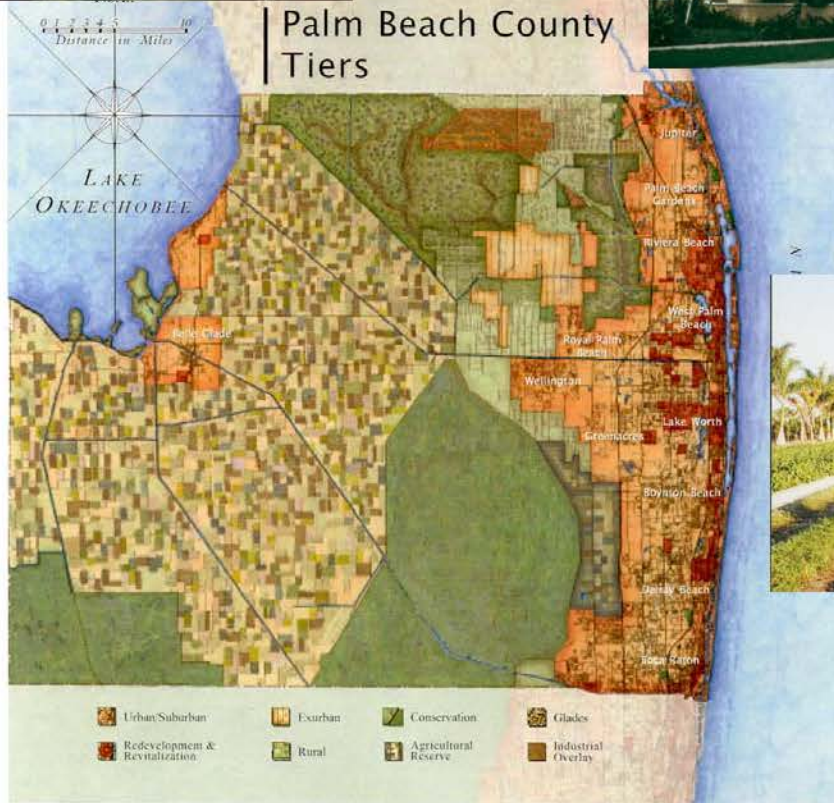 Palm Beach County
Tiers
0 1 2 3 4 5 10
Distance in Miles
LAKE
OKEECHOBEE
Jupiter
Palm Beach
Gardens
Riviera Beach
West Palm
Beach
Belle Glade
Royal Palm
Beach
Wellington
Lake Worth
Greenacres
Boynton Beach
Delray Beach
Boca Raton
Urban/Suburban
Exurban
Conservation
Glades
Redevelopment &
Revitalization
Rural
Agricultural
Reserve
Industrial
Overlay